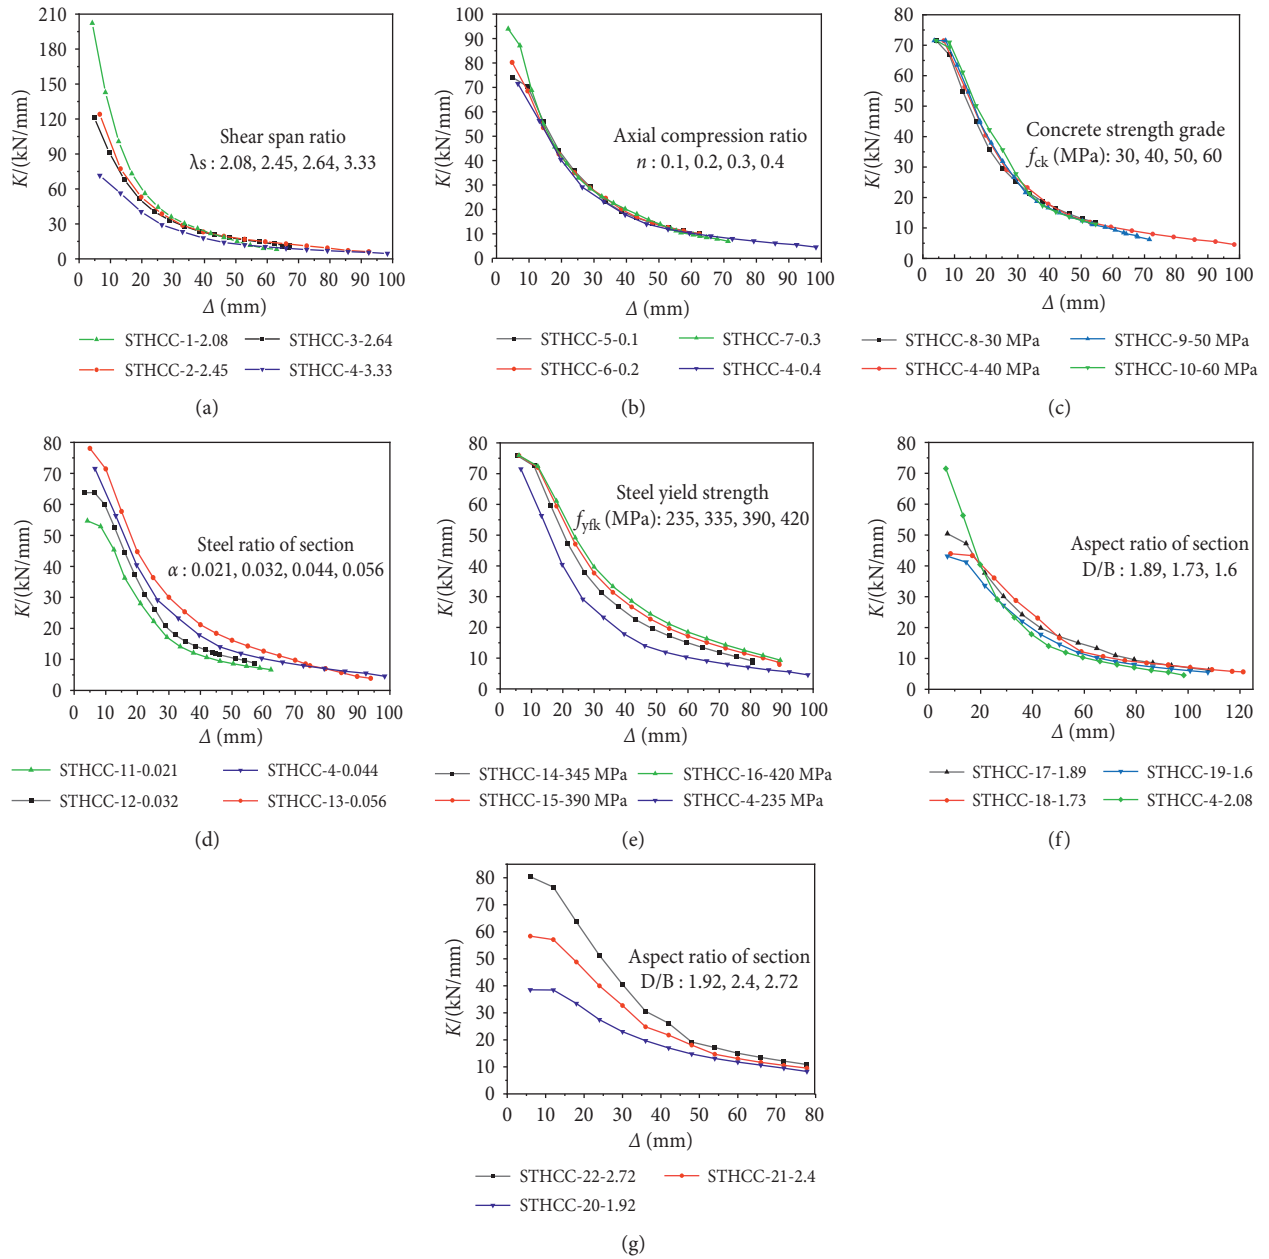 210
180
150
120
90
60
30
0
K/(kN/mm)
Shear span ratio
λs : 2.08, 2.45, 2.64, 3.33
0 10 20 30 40 50 60 70 80 90 100
Δ (mm)
STHCC-1-2.08 STHCC-3-2.64
STHCC-2-2.45 STHCC-4-3.33
(a)
100
90
80
70
60
50
40
30
20
10
0
K/(kN/mm)
Axial compression ratio
n : 0.1, 0.2, 0.3, 0.4
0 10 20 30 40 50 60 70 80 90 100
Δ (mm)
STHCC-5-0.1 STHCC-7-0.3
STHCC-6-0.2 STHCC-4-0.4
(b)
80
70
60
50
40
30
20
10
0
K/(kN/mm)
Concrete strength grade
fck (MPa): 30, 40, 50, 60
0 10 20 30 40 50 60 70 80 90 100
Δ (mm)
STHCC-8-30 MPa STHCC-9-50 MPa
STHCC-4-40 MPa STHCC-10-60 MPa
(c)
80
70
60
50
40
30
20
10
0
K/(kN/mm)
Steel ratio of section
α : 0.021, 0.032, 0.044, 0.056
0 10 20 30 40 50 60 70 80 90 100
Δ (mm)
STHCC-11-0.021 STHCC-4-0.044
STHCC-12-0.032 STHCC-13-0.056
(d)
80
70
60
50
40
30
20
10
0
K/(kN/mm)
Steel yield strength
fyfk (MPa): 235, 335, 390, 420
0 10 20 30 40 50 60 70 80 90 100
Δ (mm)
STHCC-14-345 MPa STHCC-16-420 MPa
STHCC-15-390 MPa STHCC-4-235 MPa
(e)
80
70
60
50
40
30
20
10
0
K/(kN/mm)
Aspect ratio of section
D/B : 1.89, 1.73, 1.6
0 20 40 60 80 100 120
Δ (mm)
STHCC-17-1.89 STHCC-19-1.6
STHCC-18-1.73 STHCC-4-2.08
(f)
80
70
60
50
40
30
20
10
0
K/(kN/mm)
Aspect ratio of section
D/B : 1.92, 2.4, 2.72
0 10 20 30 40 50 60 70 80
Δ (mm)
STHCC-22-2.72 STHCC-21-2.4
STHCC-20-1.92
(g)